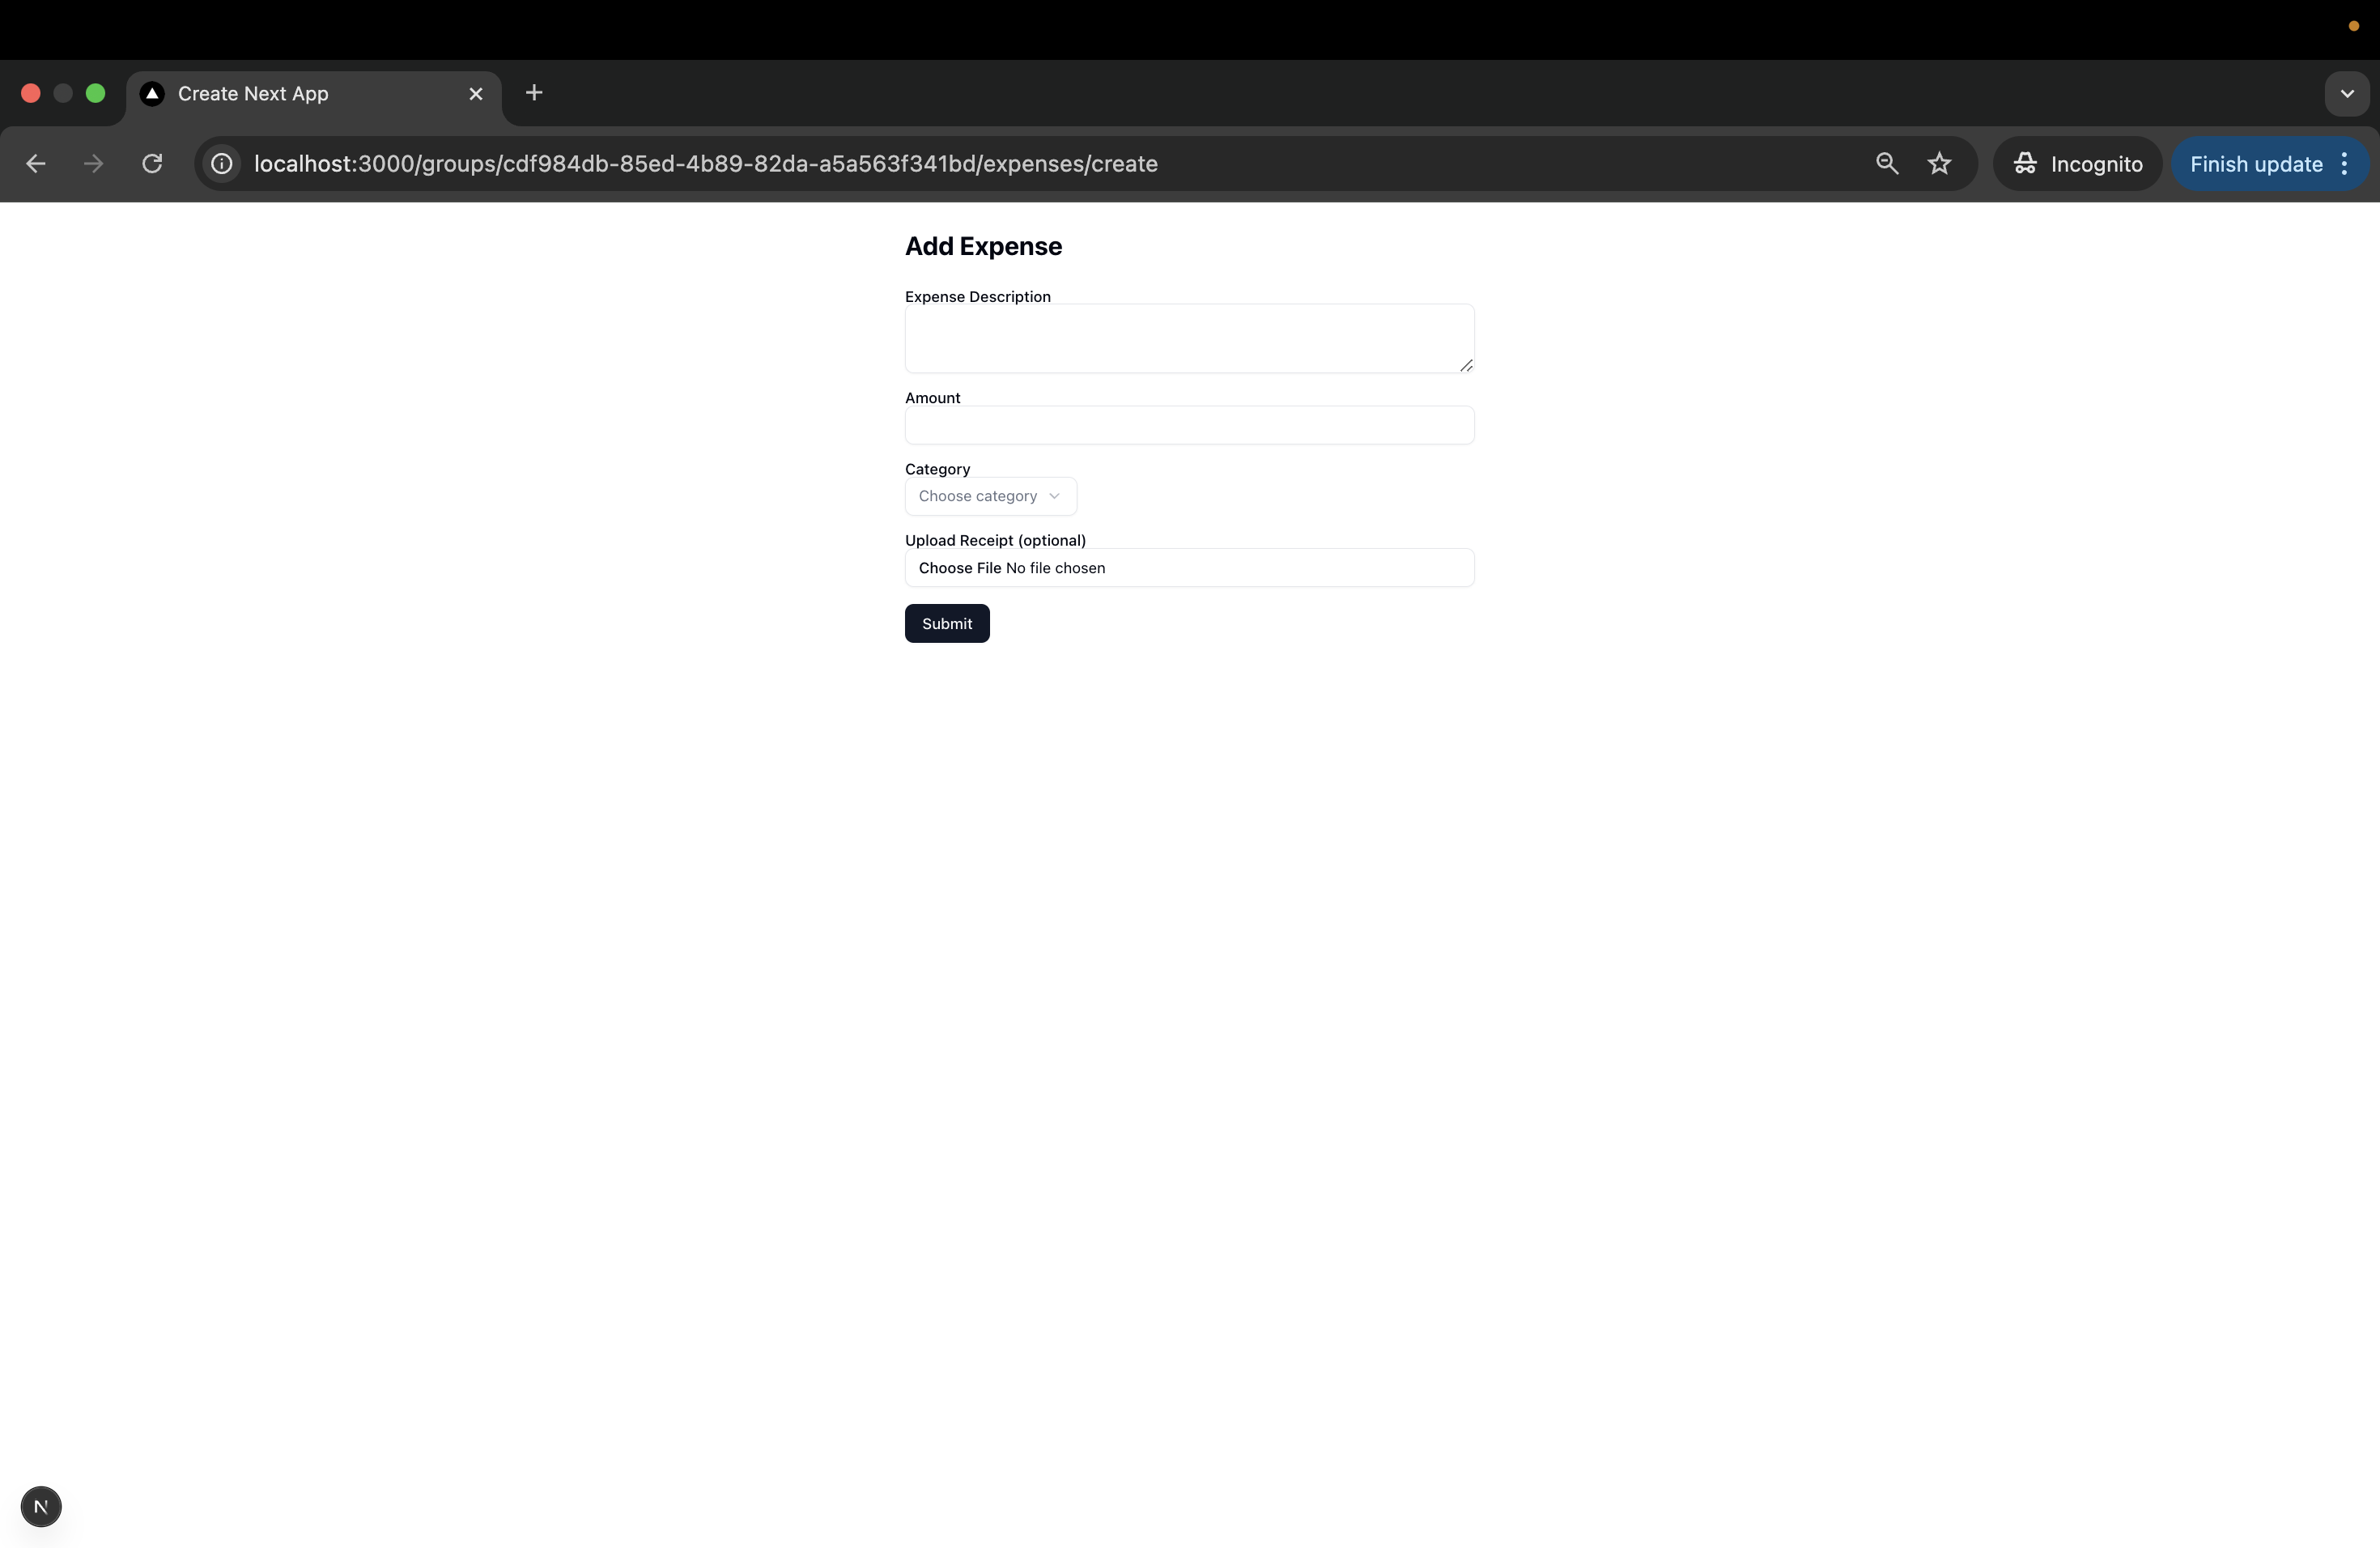 Create Next App
localhost:3000/groups/cdf984db-85ed-4b89-82da-a5a563f341bd/expenses/create
Incognito
Finish update
Add Expense
Expense Description
Amount
Category
Choose category
Upload Receipt (optional)
Choose File No file chosen
Submit
N